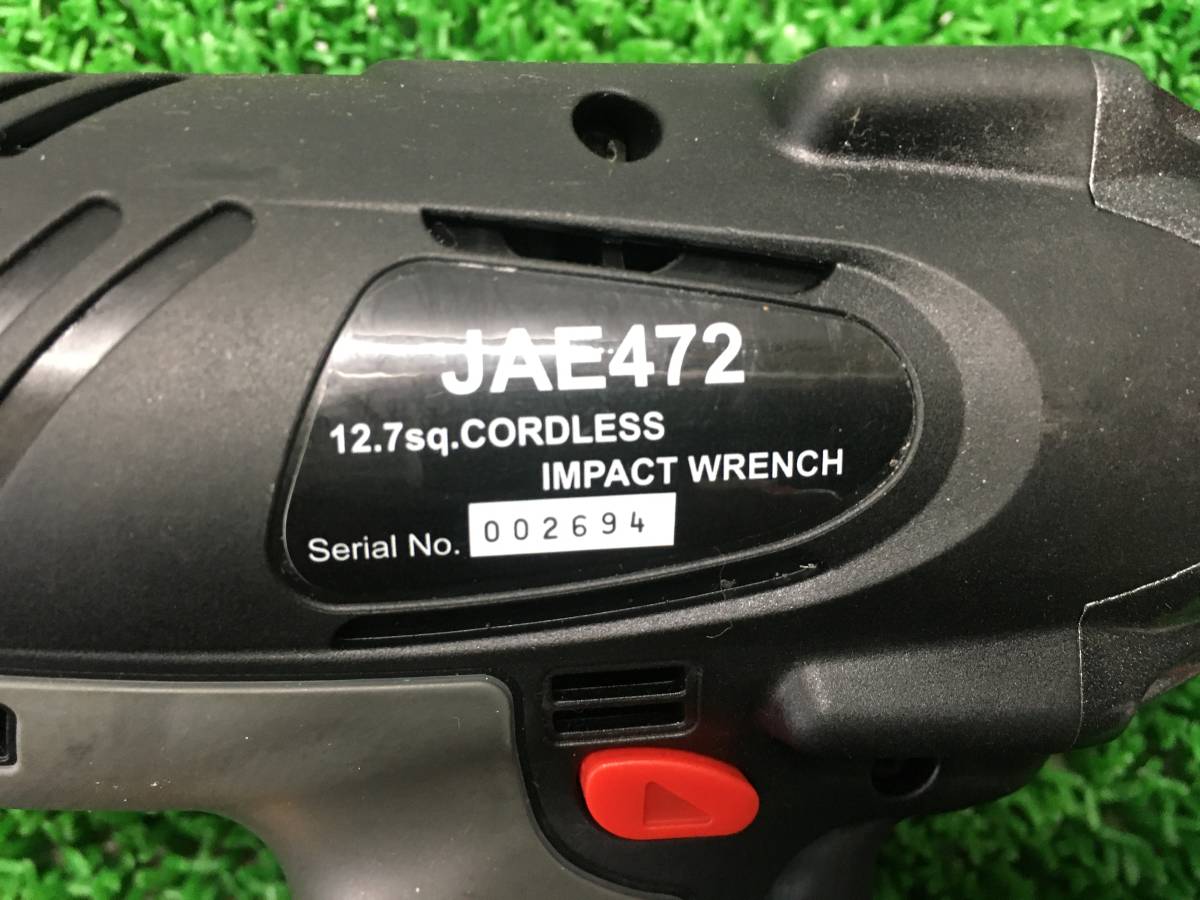 JAE472
12.7sq.CORDLESS
IMPACT WRENCH
Serial No. 002694